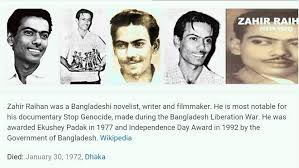 ZAHIR RAIHAN
Zahir Raihan was a Bangladeshi novelist, writer and filmmaker. He is most notable for
his documentary Stop Genocide, made during the Bangladesh Liberation War. He was
awarded Ekushey Padak in 1977 and Independence Day Award in 1992 by the
Government of Bangladesh. Wikipedia
Died: January 30, 1972, Dhaka